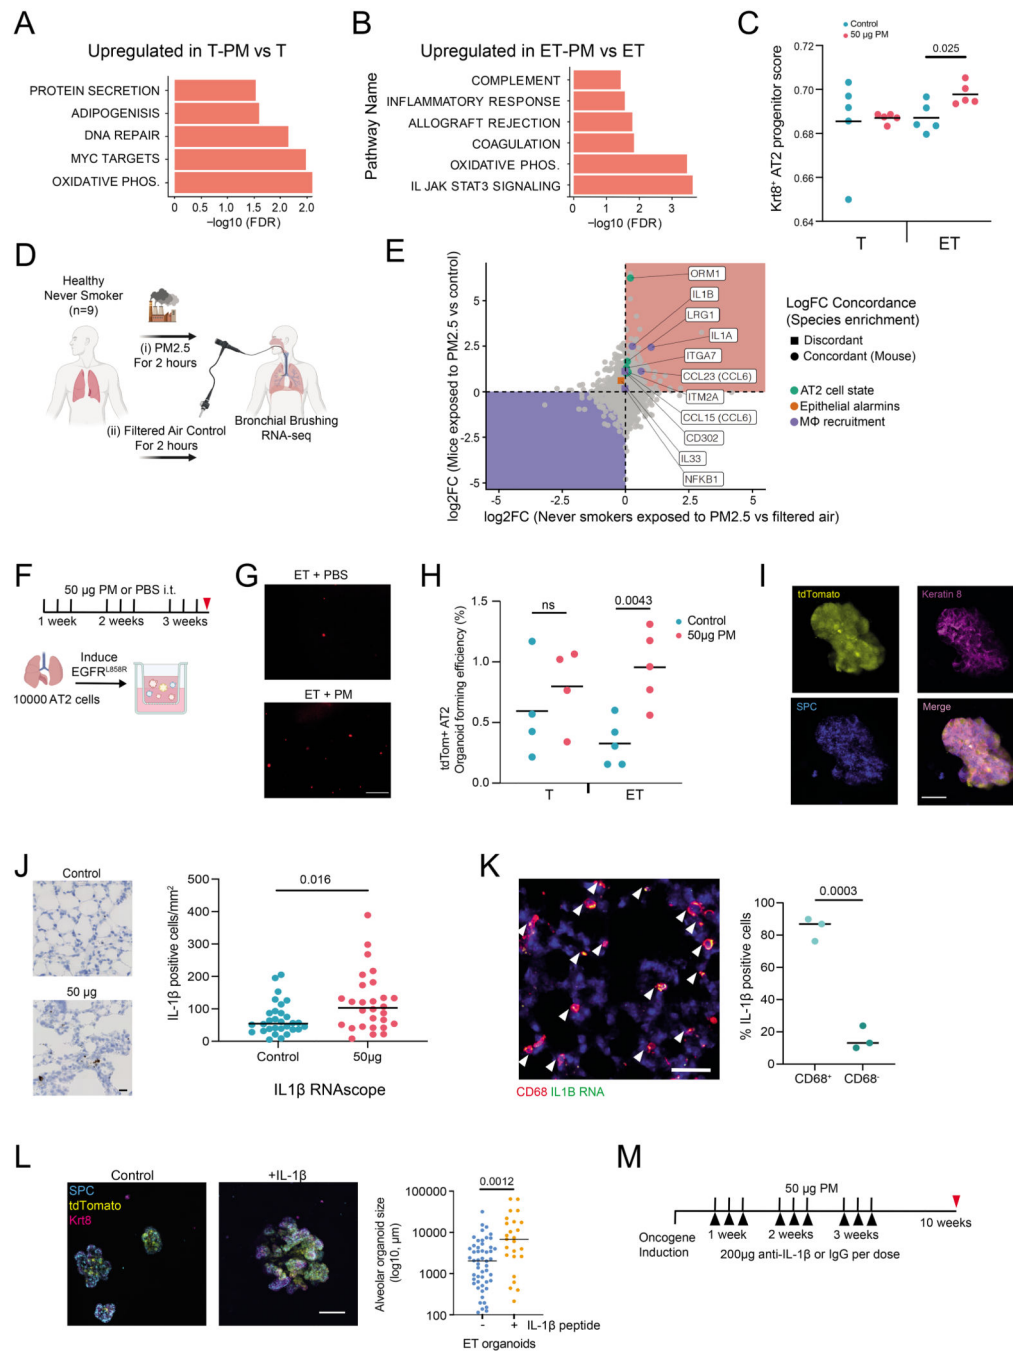 A
Upregulated in T-PM vs T
PROTEIN SECRETION
ADIPOGENISIS
DNA REPAIR
MYC TARGETS
OXIDATIVE PHOS.
0 0.5 1.0 1.5 2.0
−log10 (FDR)
B
Upregulated in ET-PM vs ET
Pathway Name
COMPLEMENT
INFLAMMATORY RESPONSE
ALLOGRAFT REJECTION
COAGULATION
OXIDATIVE PHOS.
IL JAK STAT3 SIGNALING
0 1 2 3
−log10 (FDR)
C
Control
50 µg PM
Krt8+ AT2 progenitor score
0.72
0.70
0.68
0.66
0.64
0.025
T ET
D
Healthy
Never Smoker
(n=9)
(i) PM2.5
For 2 hours
(ii) Filtered Air Control
For 2 hours
Bronchial Brushing
RNA-seq
E
log2FC (Mice exposed to PM2.5 vs control)
5
2.5
0
-2.5
-5
-5 -2.5 0 2.5 5
log2FC (Never smokers exposed to PM2.5 vs filtered air)
ORM1
IL1B
LRG1
IL1A
ITGA7
CCL23 (CCL6)
ITM2A
CCL15 (CCL6)
CD302
IL33
NFKB1
LogFC Concordance
(Species enrichment)
Discordant
Concordant (Mouse)
AT2 cell state
Epithelial alarmins
MΦ recruitment
F
50 µg PM or PBS i.t.
1 week 2 weeks 3 weeks
Induce
EGFRL858R
10000 AT2 cells
G
ET + PBS
ET + PM
H
tdTom+ AT2
Organoid forming efficiency (%)
1.5
1.0
0.5
0.0
ns
0.0043
Control
50µg PM
T ET
I
tdTomato
Keratin 8
SPC
Merge
J
Control
50 µg
IL-1β positive cells/mm2
500
400
300
200
100
0
0.016
Control 50µg
IL1β RNAscope
K
CD68 IL1B RNA
% IL-1β positive cells
100
80
60
40
20
0
0.0003
CD68+ CD68-
L
Control
+IL-1β
SPC
tdTomato
Krt8
Alveolar organoid size
(log10, µm)
100000
10000
1000
100
0.0012
- + IL-1β peptide
ET organoids
M
50 µg PM
Oncogene
Induction
1 week 2 weeks 3 weeks
10 weeks
200µg anti-IL-1β or IgG per dose